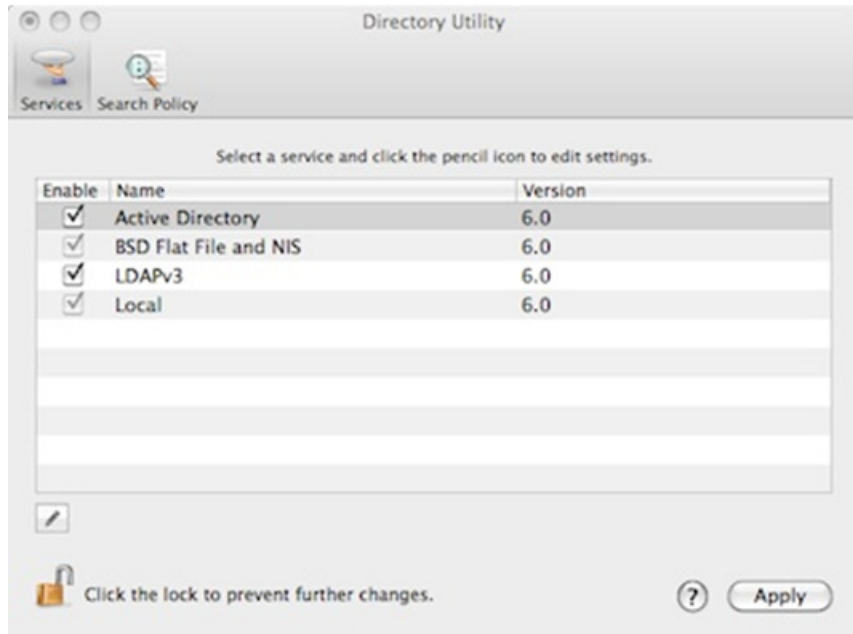 Directory Utility
Services Search Policy
Select a service and click the pencil icon to edit settings.
Enable Name Version
Active Directory 6.0
BSD Flat File and NIS 6.0
LDAPv3 6.0
Local 6.0
Click the lock to prevent further changes. ? Apply